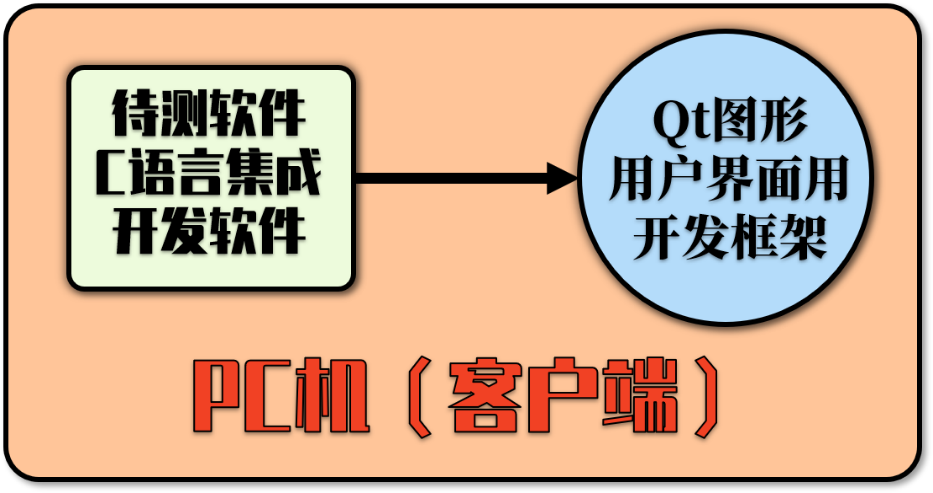 待测软件
C语言集成
开发软件
Qt图形
用户界面用
开发框架
PC机（客户端）